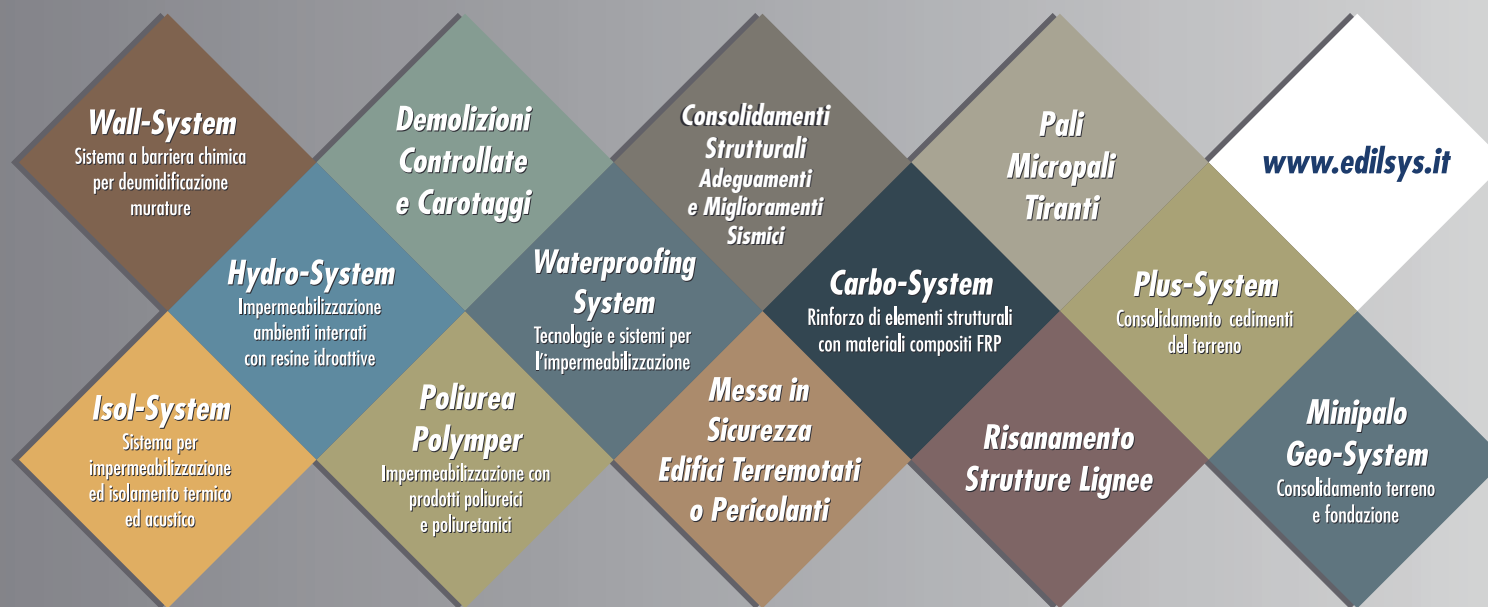 Wall-System
Sistema a barriera chimica
per deumidificazione
murature
Demolizioni
Controllate
e Carotaggi
Consolidamenti
Strutturali
Adeguamenti
e Miglioramenti
Sismici
Pali
Micropali
Tiranti
www.edilsys.it
Hydro-System
Impermeabilizzazione
ambienti interrati
con resine idroattive
Waterproofing
System
Tecnologie e sistemi per
l'impermeabilizzazione
Carbo-System
Rinforzo di elementi strutturali
con materiali compositi FRP
Plus-System
Consolidamento cedimenti
del terreno
Isol-System
Sistema per
impermeabilizzazione
ed isolamento termico
ed acustico
Poliurea
Polymper
Impermeabilizzazione con
prodotti poliureici
e poliuretanici
Messa in
Sicurezza
Edifici Terremotati
o Pericolanti
Risanamento
Strutture Lignee
Minipalo
Geo-System
Consolidamento terreno
e fondazione